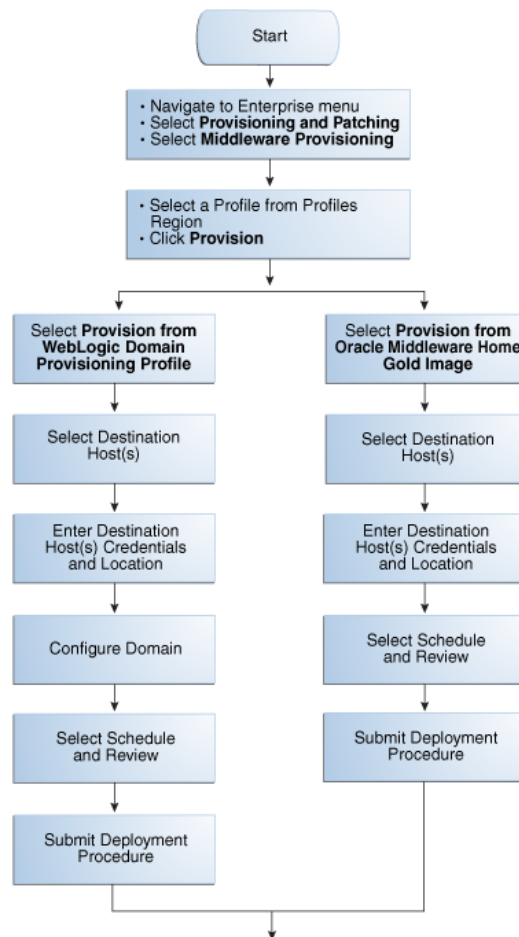 Start
• Navigate to Enterprise menu
• Select Provisioning and Patching
• Select Middleware Provisioning
• Select a Profile from Profiles
Region
• Click Provision
Select Provision from
WebLogic Domain
Provisioning Profile
Select Destination
Host(s)
Enter Destination
Host(s) Credentials
and Location
Configure Domain
Select Schedule
and Review
Submit Deployment
Procedure
Select Provision from
Oracle Middleware Home
Gold Image
Select Destination
Host(s)
Enter Destination
Host(s) Credentials
and Location
Select Schedule
and Review
Submit Deployment
Procedure